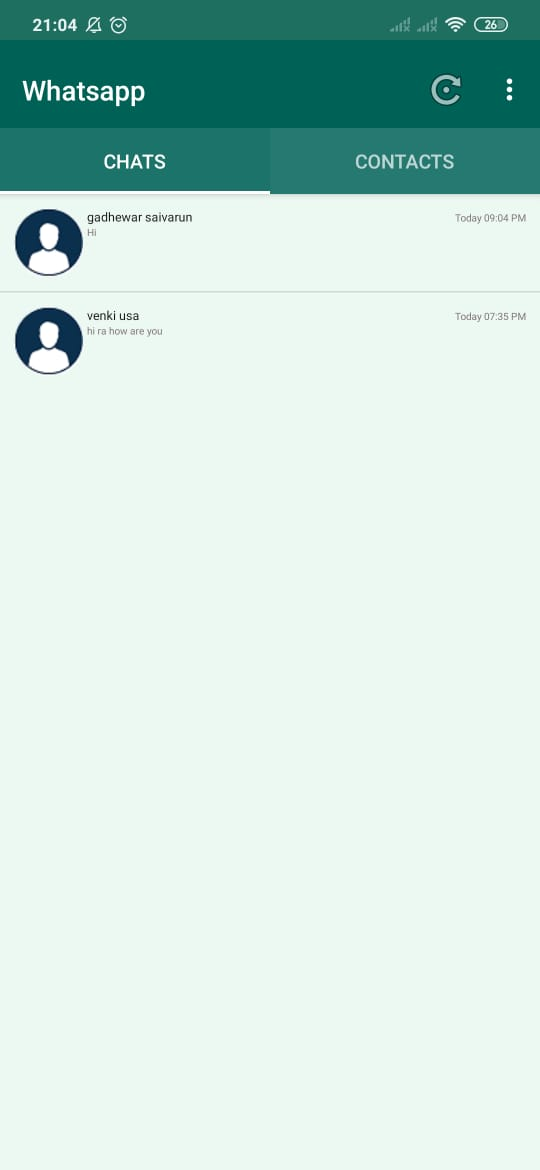 21:04 26
Whatsapp
CHATS CONTACTS
gadhewar saivarun Today 09:04 PM
Hi
venki usa Today 07:35 PM
hi ra how are you